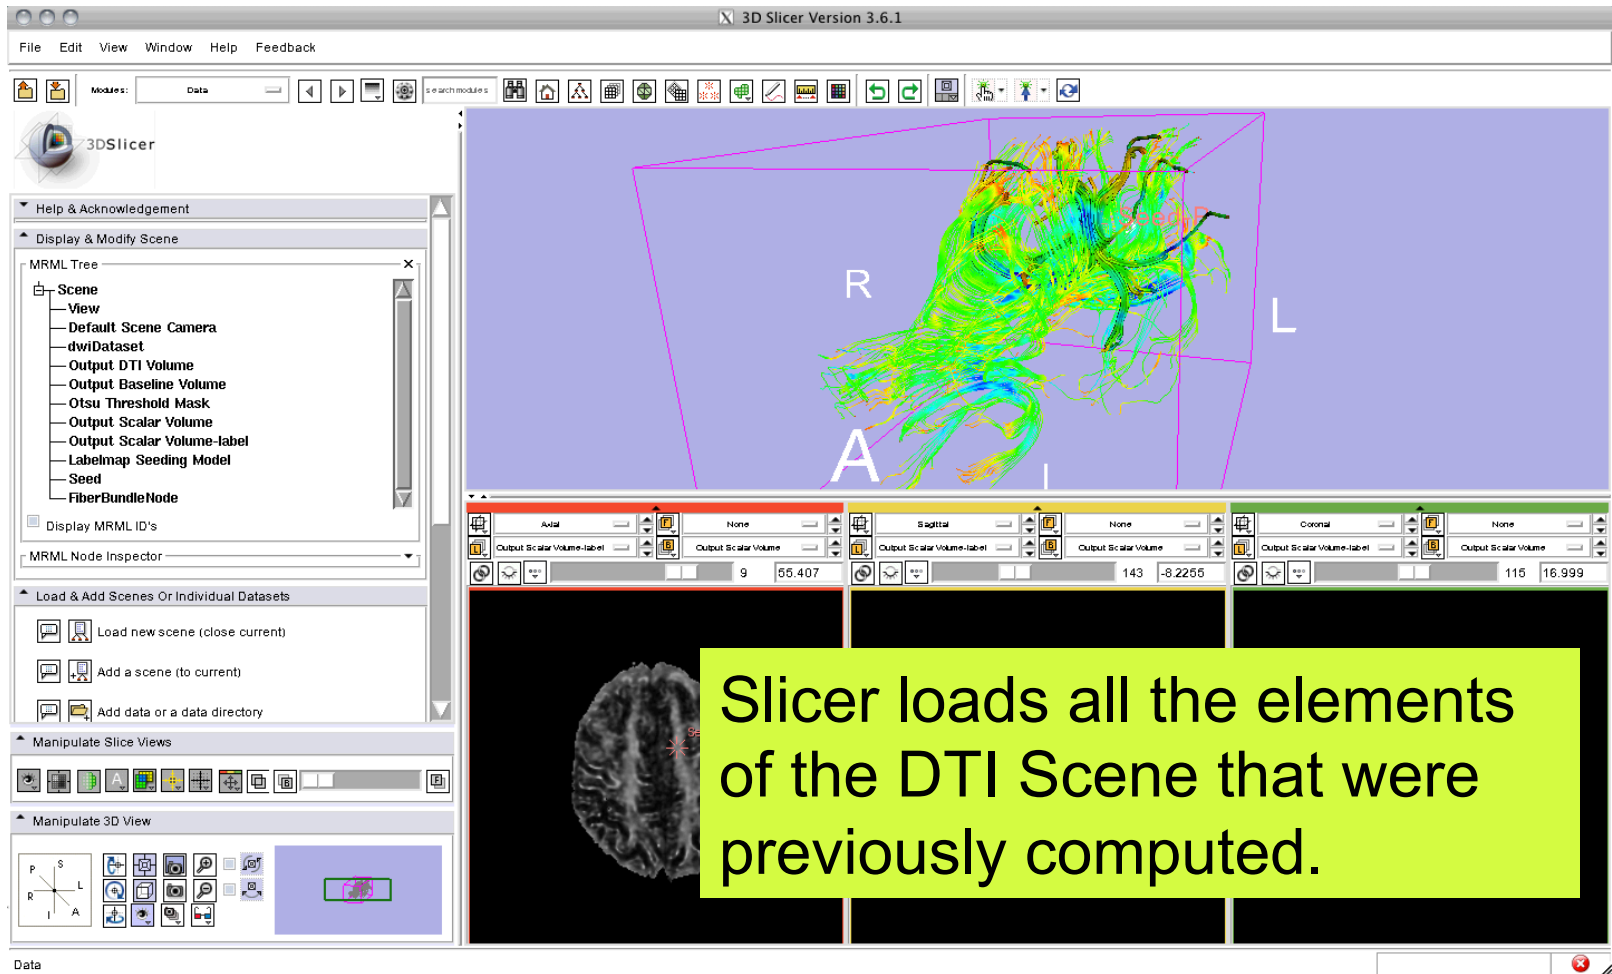 3D Slicer Version 3.6.1
File Edit View Window Help Feedback
Modules: Data search modules
3DSlicer
Help & Acknowledgement
Display & Modify Scene
MRML Tree
Scene
View
Default Scene Camera
dwiDataset
Output DTI Volume
Output Baseline Volume
Otsu Threshold Mask
Output Scalar Volume
Output Scalar Volume-label
Labelmap Seeding Model
Seed
FiberBundleNode
Display MRML ID's
MRML Node Inspector
Load & Add Scenes Or Individual Datasets
Load new scene (close current)
Add a scene (to current)
Add data or a data directory
Manipulate Slice Views
Manipulate 3D View
P S L R I A
R
L
A
I
Seed-P
Axial None
Output Scalar Volume-label Output Scalar Volume
9 55.407
Sagittal None
Output Scalar Volume-label Output Scalar Volume
143 -8.2255
Coronal None
Output Scalar Volume-label Output Scalar Volume
115 16.999
Slicer loads all the elements
of the DTI Scene that were
previously computed.
Data